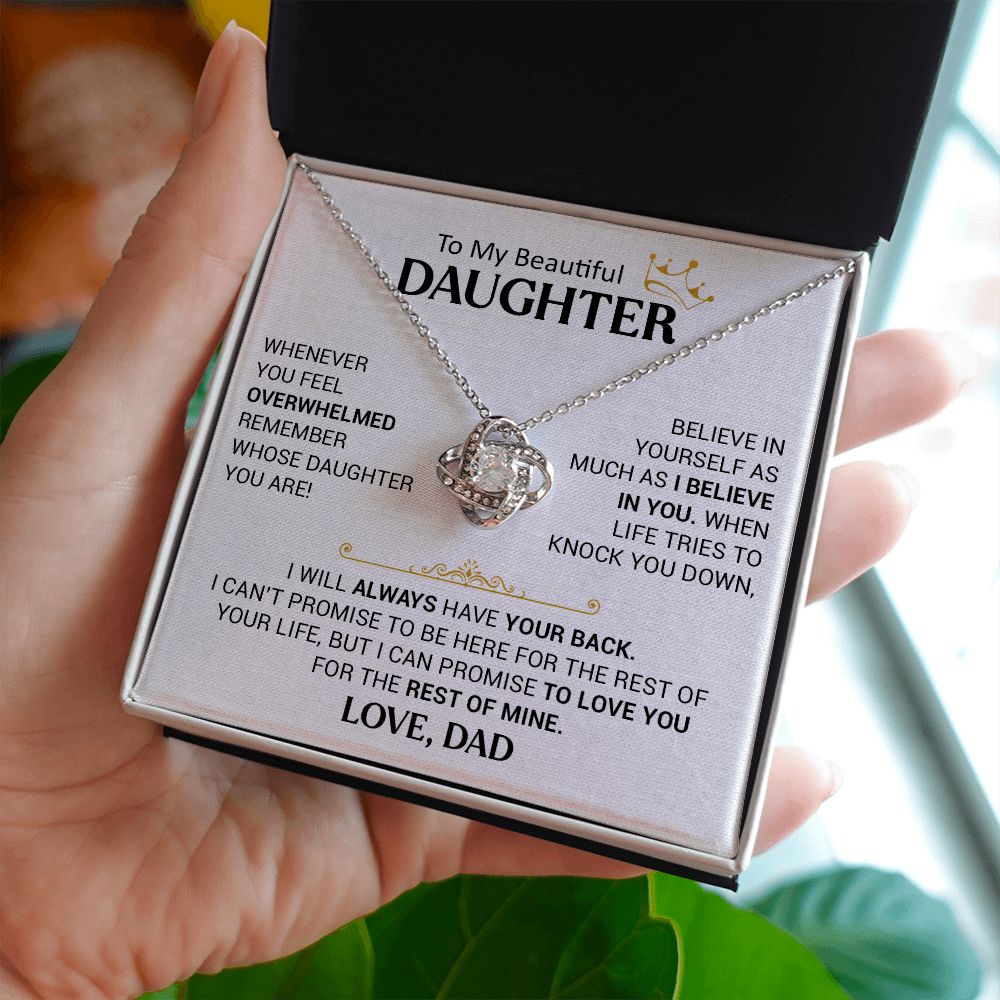 To My Beautiful
DAUGHTER
WHENEVER
YOU FEEL
OVERWHELMED
REMEMBER
WHOSE DAUGHTER
YOU ARE!
BELIEVE IN
YOURSELF AS
MUCH AS I BELIEVE
IN YOU. WHEN
LIFE TRIES TO
KNOCK YOU DOWN,
I WILL ALWAYS HAVE YOUR BACK.
I CAN'T PROMISE TO BE HERE FOR THE REST OF
YOUR LIFE, BUT I CAN PROMISE TO LOVE YOU
FOR THE REST OF MINE.
LOVE, DAD